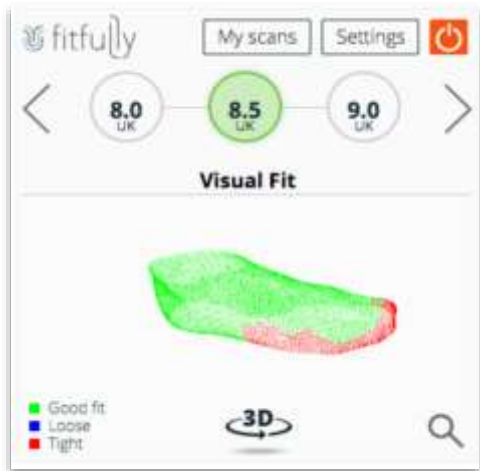 fitfully
My scans
Settings
8.0
UK
8.5
UK
9.0
UK
Visual Fit
Good fit
Loose
Tight
3D